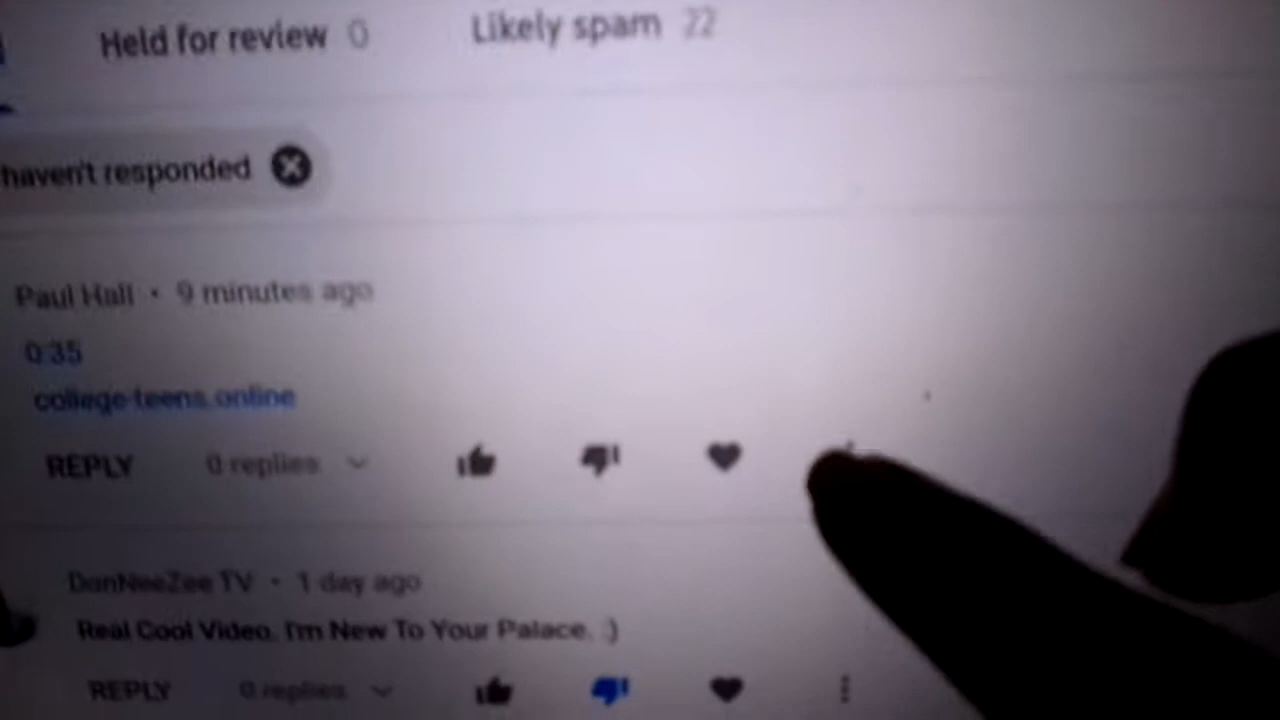 Held for review 0
Likely spam 22
haven't responded
Paul Hall · 9 minutes ago
0:35
college-teens.online
REPLY 0 replies
DonNeeZee TV · 1 day ago
Real Cool Video. I'm New To Your Palace. :)
REPLY 0 replies